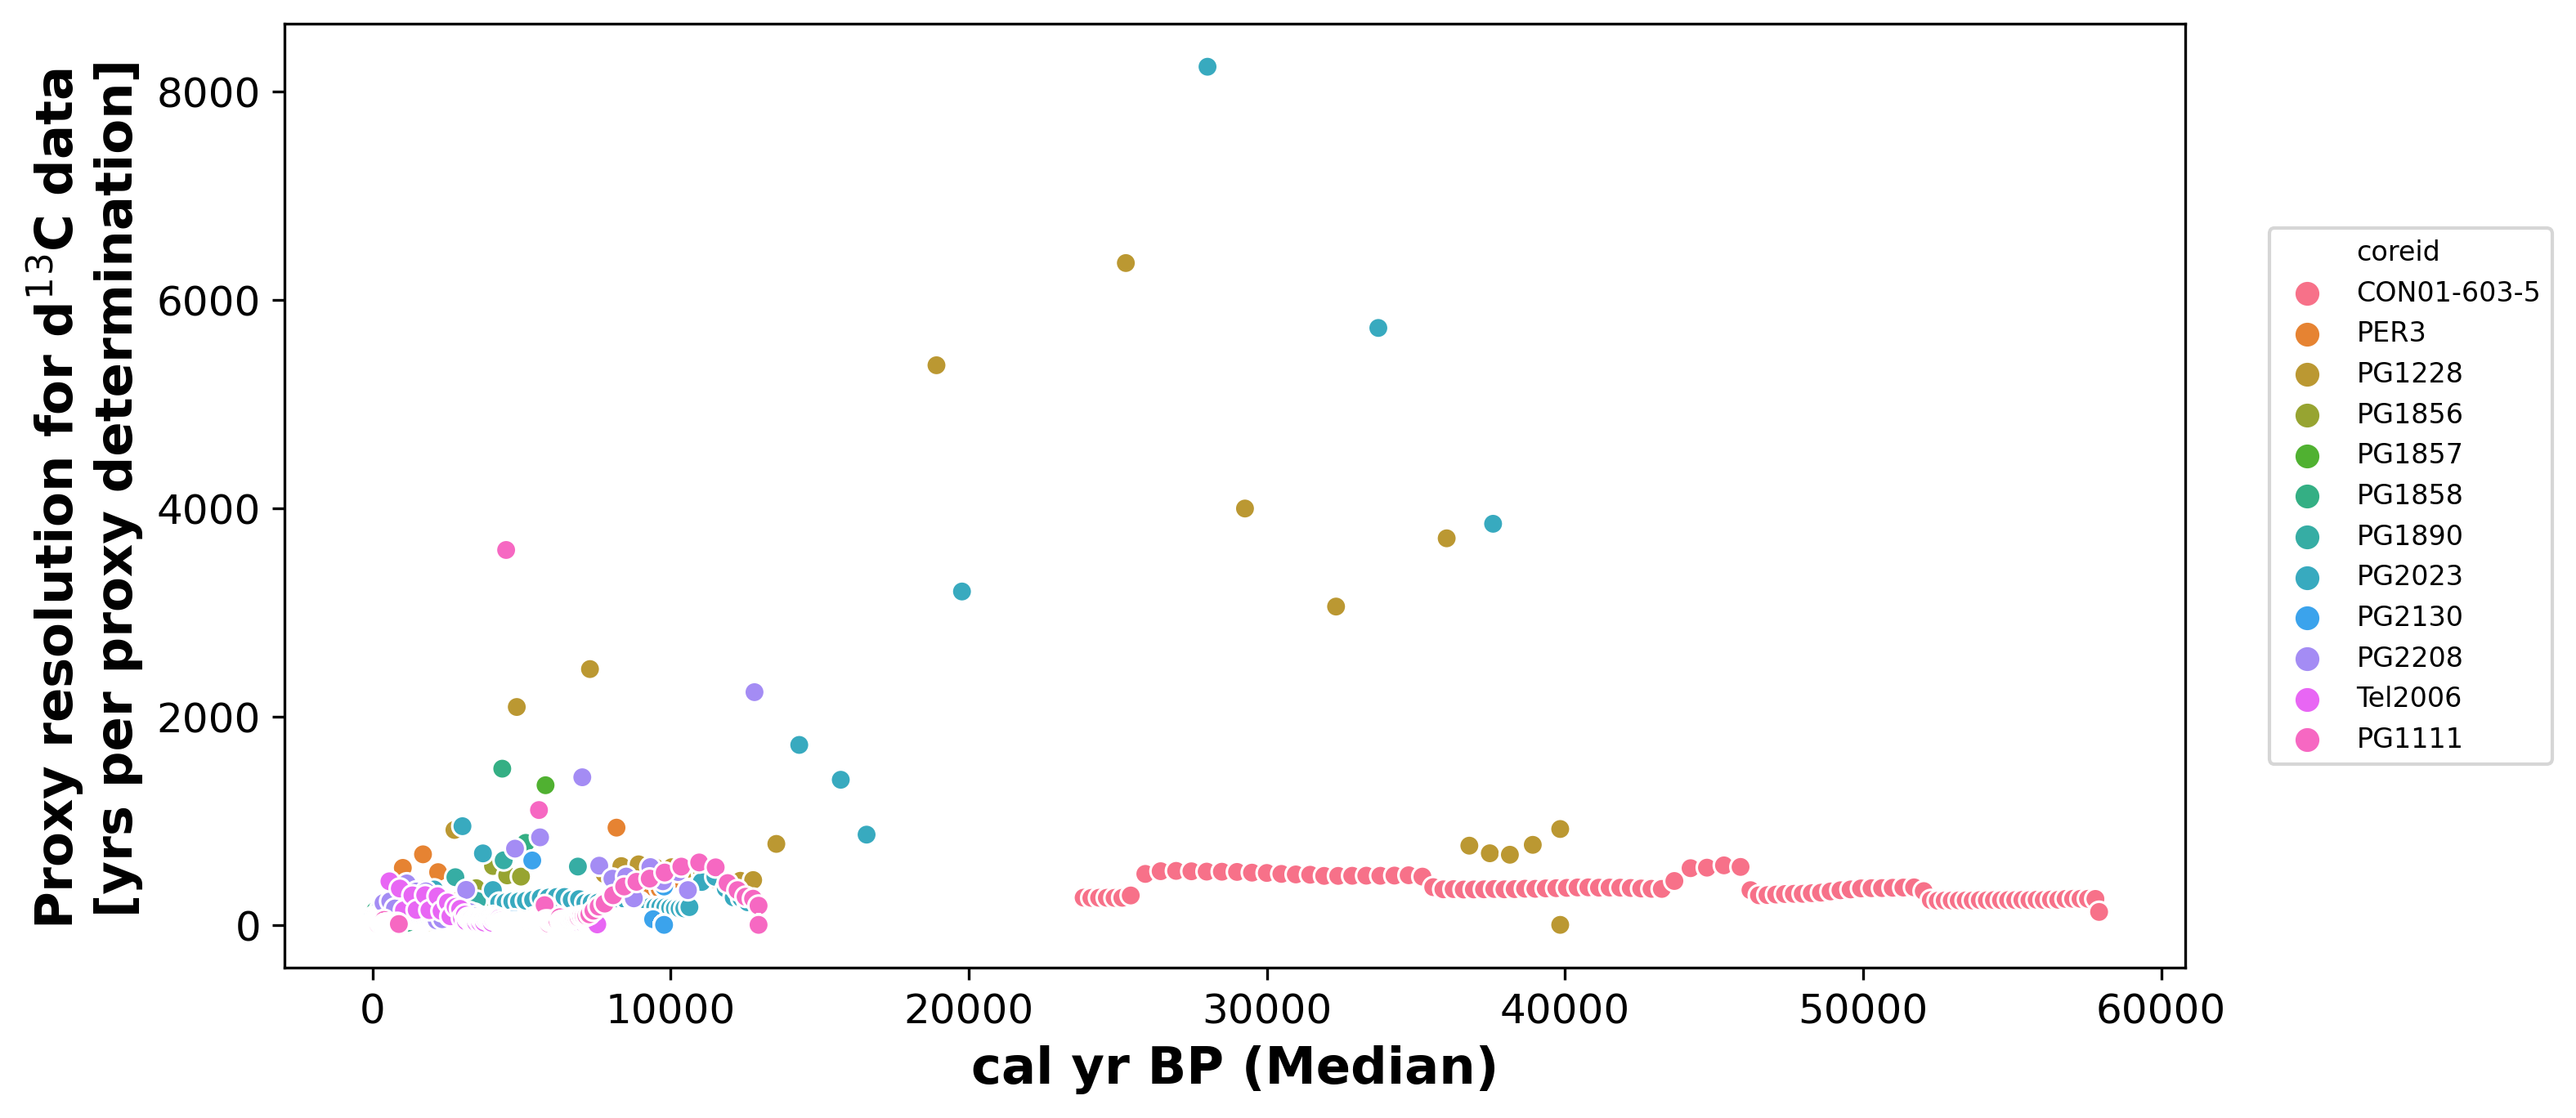 Proxy resolution for d¹³C data
[yrs per proxy determination]
8000
6000
4000
2000
0
0 10000 20000 30000 40000 50000 60000
cal yr BP (Median)
coreid
CON01-603-5
PER3
PG1228
PG1856
PG1857
PG1858
PG1890
PG2023
PG2130
PG2208
Tel2006
PG1111